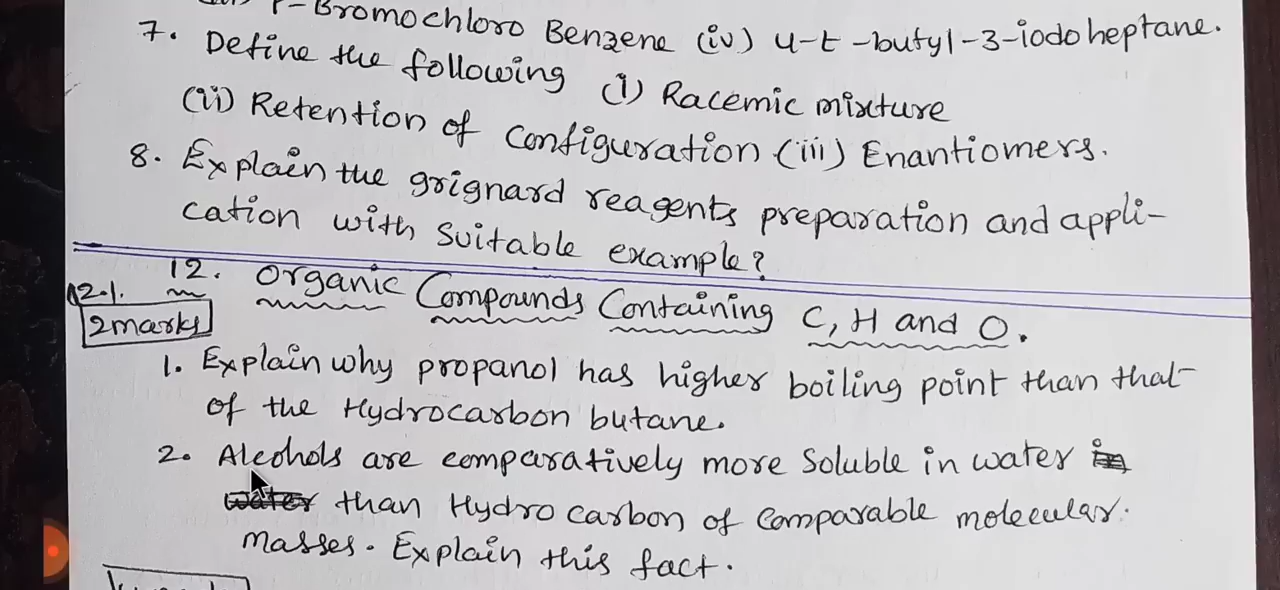 P-Bromochloro Benzene (iv) 4-t-butyl-3-iodoheptane.
7. Define the following (i) Racemic mixture
(ii) Retention of configuration (iii) Enantiomers.
8. Explain the grignard reagents preparation and appli-
cation with suitable example?
12. Organic Compounds Containing C, H and O.
12.1.
2marks
1. Explain why propanol has higher boiling point than that
of the Hydrocarbon butane.
2. Alcohols are comparatively more soluble in water in
water than Hydro carbon of comparable molecular.
masses. Explain this fact.